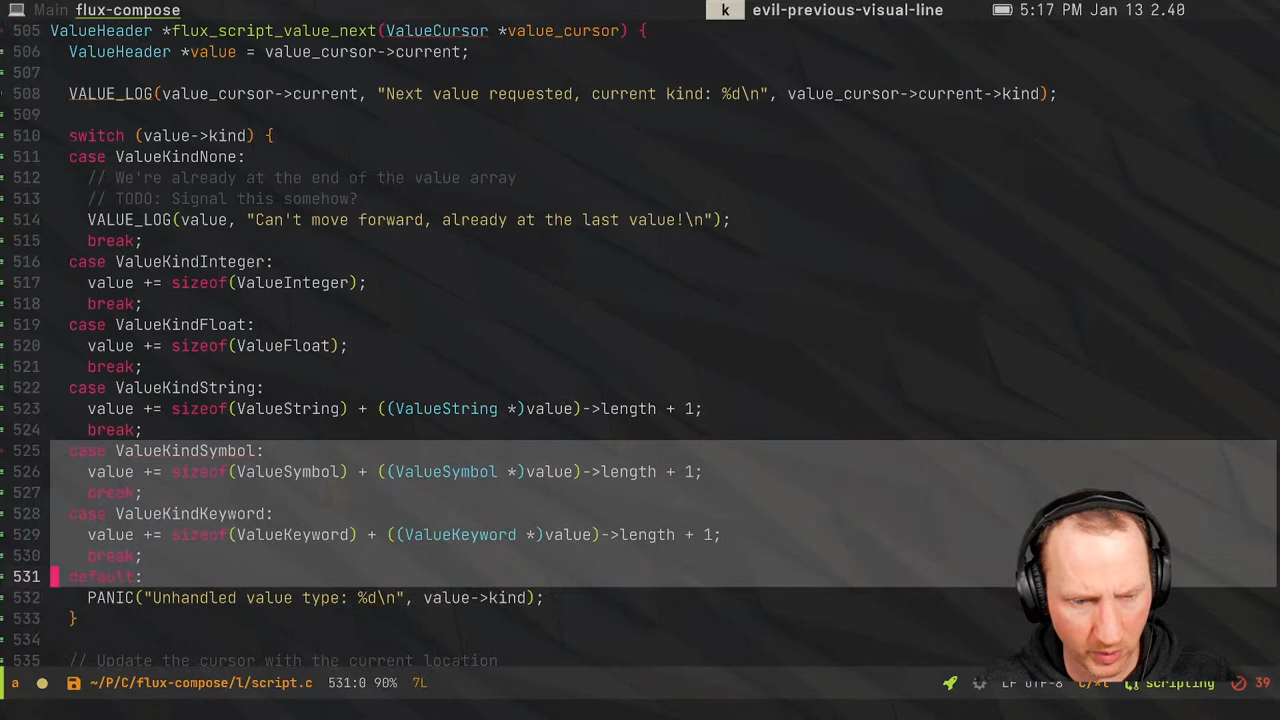 Main flux-compose k evil-previous-visual-line 5:17 PM Jan 13 2.40
505 ValueHeader *flux_script_value_next(ValueCursor *value_cursor) {
506 ValueHeader *value = value_cursor->current;
507
508 VALUE_LOG(value_cursor->current, "Next value requested, current kind: %d\n", value_cursor->current->kind);
509
510 switch (value->kind) {
511 case ValueKindNone:
512 // We're already at the end of the value array
513 // TODO: Signal this somehow?
514 VALUE_LOG(value, "Can't move forward, already at the last value!\n");
515 break;
516 case ValueKindInteger:
517 value += sizeof(ValueInteger);
518 break;
519 case ValueKindFloat:
520 value += sizeof(ValueFloat);
521 break;
522 case ValueKindString:
523 value += sizeof(ValueString) + ((ValueString *)value)->length + 1;
524 break;
525 case ValueKindSymbol:
526 value += sizeof(ValueSymbol) + ((ValueSymbol *)value)->length + 1;
527 break;
528 case ValueKindKeyword:
529 value += sizeof(ValueKeyword) + ((ValueKeyword *)value)->length + 1;
530 break;
531 default:
532 PANIC("Unhandled value type: %d\n", value->kind);
533 }
534
535 // Update the cursor with the current location
a ~/P/C/flux-compose/l/script.c 531:0 90% 7L LF UTF-8 scripting 39